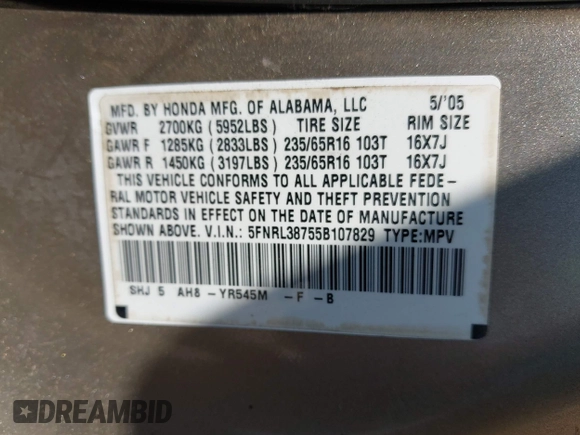 MFD. BY HONDA MFG. OF ALABAMA, LLC 5/'05
GVWR 2700KG (5952LBS) TIRE SIZE RIM SIZE
GAWR F 1285KG (2833LBS) 235/65R16 103T 16X7J
GAWR R 1450KG (3197LBS) 235/65R16 103T 16X7J
THIS VEHICLE CONFORMS TO ALL APPLICABLE FEDE-
RAL MOTOR VEHICLE SAFETY AND THEFT PREVENTION
STANDARDS IN EFFECT ON THE DATE OF MANUFACTURE
SHOWN ABOVE. V.I.N.: 5FNRL38755B107829 TYPE:MPV
SHJ 5 AH8 -YR545M -F -B
DREAMBID